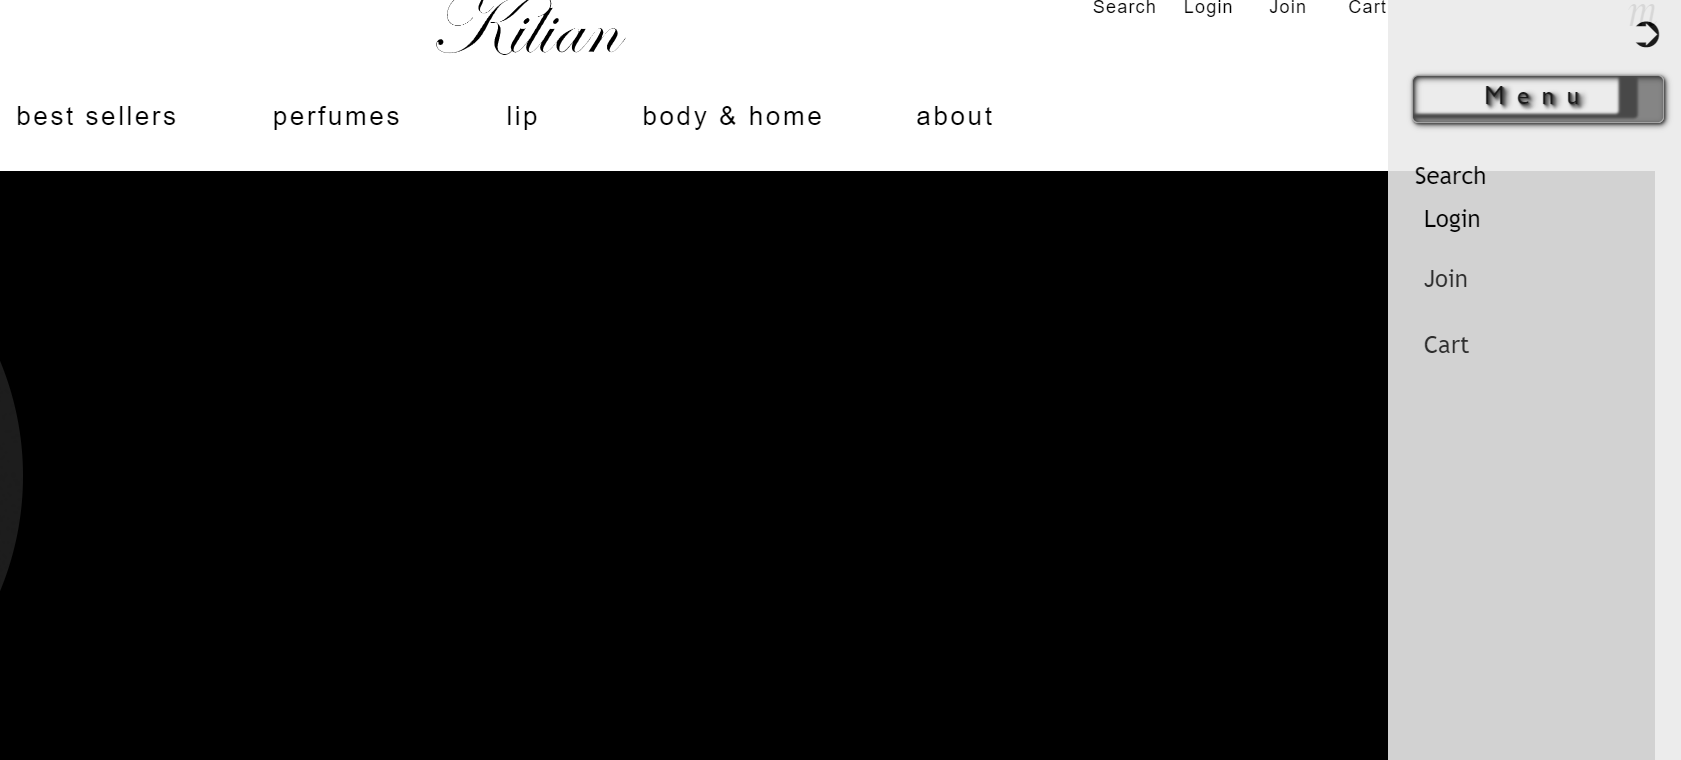 Search Login Join Cart
Kilian
best sellers perfumes lip body & home about
m
Menu
Search
Login
Join
Cart